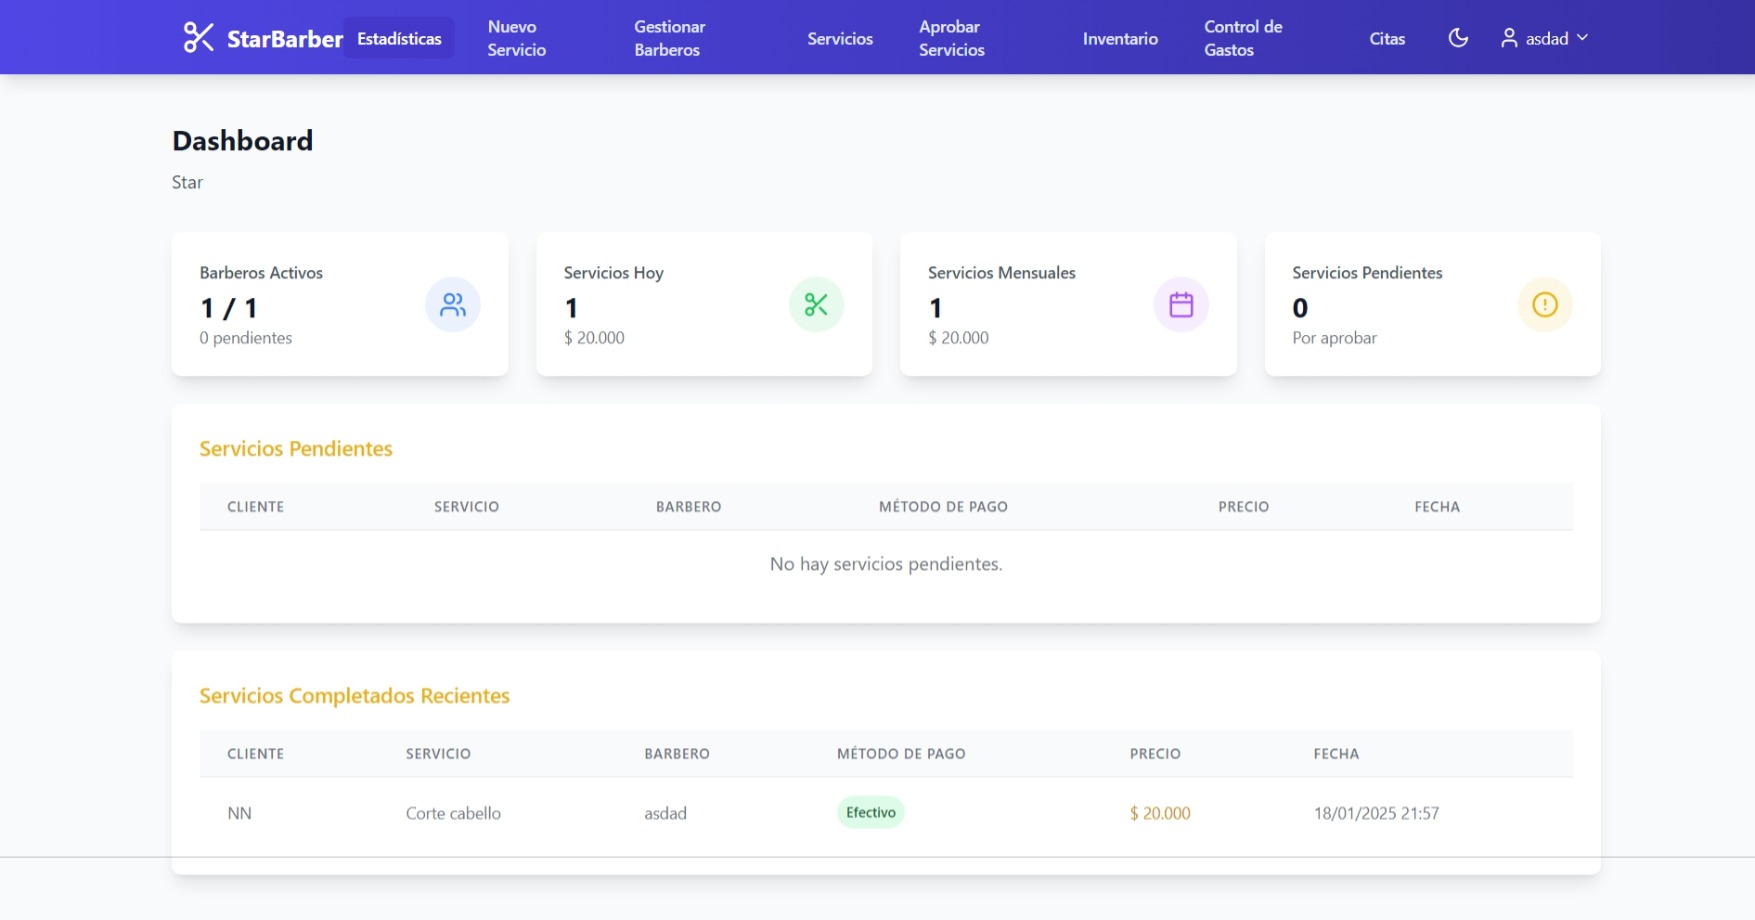 StarBarber
Estadísticas
Nuevo
Servicio
Gestionar
Barberos
Servicios
Aprobar
Servicios
Inventario
Control de
Gastos
Citas
asdad
Dashboard
Star
Barberos Activos
1 / 1
0 pendientes
Servicios Hoy
1
$ 20.000
Servicios Mensuales
1
$ 20.000
Servicios Pendientes
0
Por aprobar
Servicios Pendientes
CLIENTE SERVICIO BARBERO MÉTODO DE PAGO PRECIO FECHA
No hay servicios pendientes.
Servicios Completados Recientes
CLIENTE SERVICIO BARBERO MÉTODO DE PAGO PRECIO FECHA
NN Corte cabello asdad Efectivo $ 20.000 18/01/2025 21:57